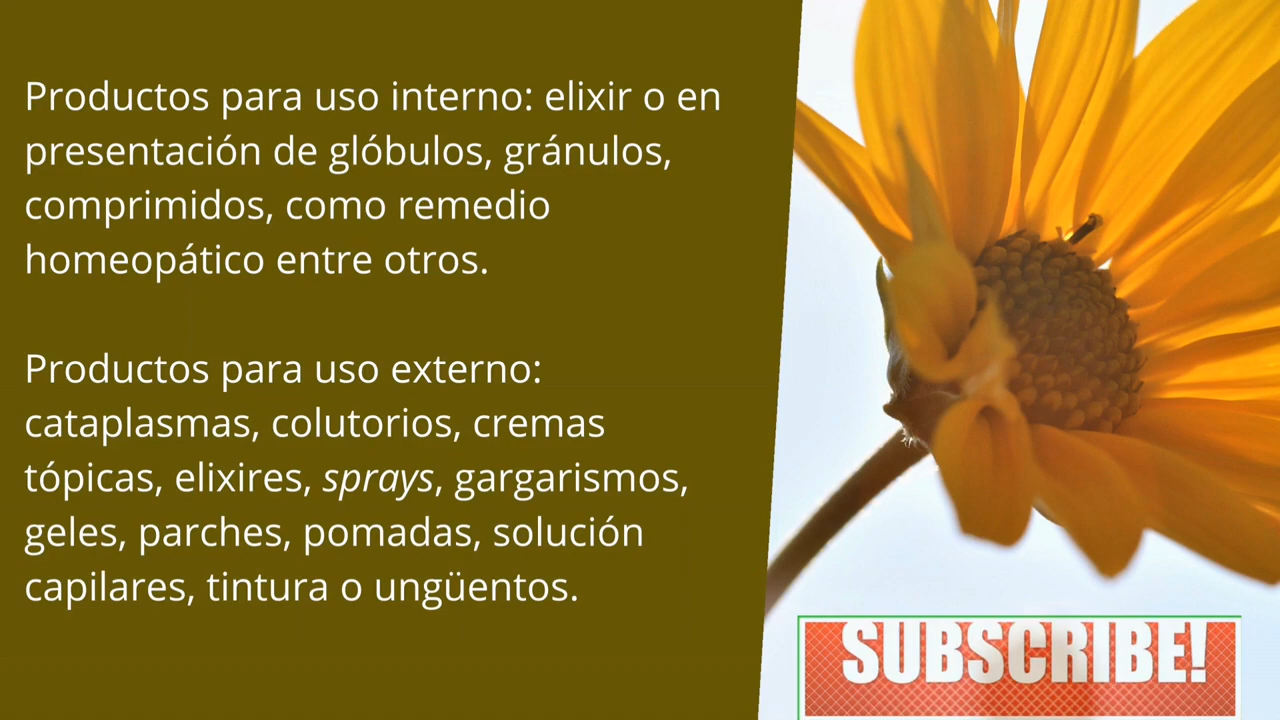 Productos para uso interno: elixir o en
presentación de glóbulos, gránulos,
comprimidos, como remedio
homeopático entre otros.
Productos para uso externo:
cataplasmas, colutorios, cremas
tópicas, elixires, sprays, gargarismos,
geles, parches, pomadas, solución
capilares, tintura o ungüentos.
SUBSCRIBE!